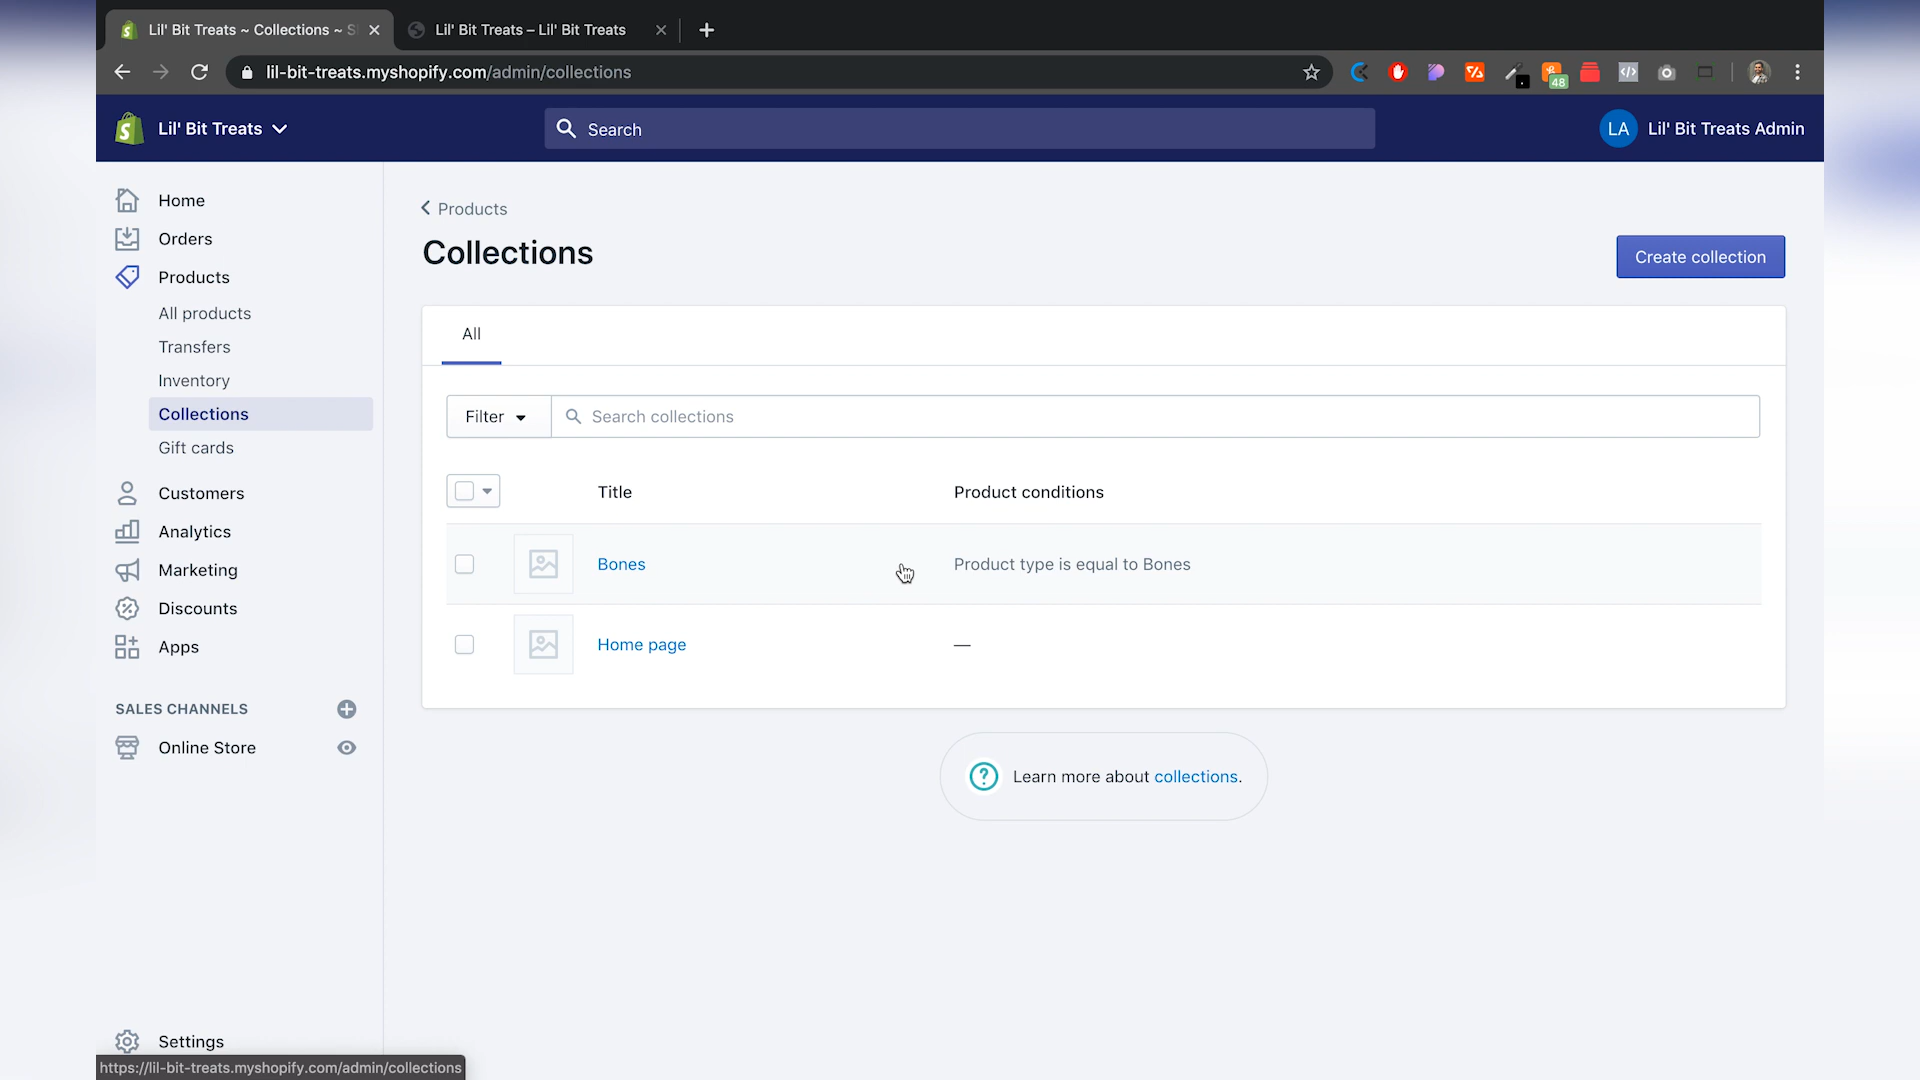 Lil' Bit Treats ~ Collections ~ S
Lil' Bit Treats – Lil' Bit Treats
lil-bit-treats.myshopify.com/admin/collections
48
Lil' Bit Treats
Search
LA
Lil' Bit Treats Admin
Home
Orders
Products
All products
Transfers
Inventory
Collections
Gift cards
Customers
Analytics
Marketing
Discounts
Apps
SALES CHANNELS
Online Store
Settings
Products
Collections
Create collection
All
Filter
Search collections
Title
Product conditions
Bones
Product type is equal to Bones
Home page
—
Learn more about collections.
https://lil-bit-treats.myshopify.com/admin/collections